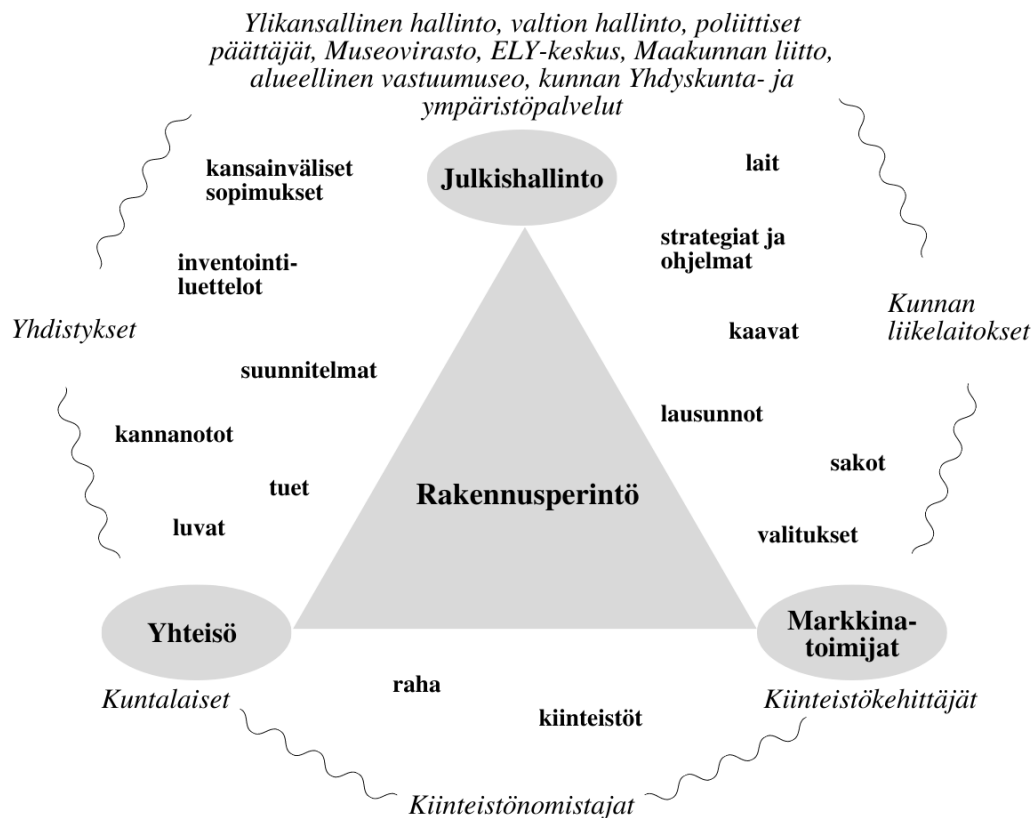 Ylikansallinen hallinto, valtion hallinto, poliittiset
päättäjät, Museovirasto, ELY-keskus, Maakunnan liitto,
alueellinen vastuumuseo, kunnan Yhdyskunta- ja
ympäristöpalvelut
Julkishallinto
kansainväliset
sopimukset
lait
inventointi-
luettelot
strategiat ja
ohjelmat
Yhdistykset
Kunnan
liikelaitokset
kaavat
suunnitelmat
lausunnot
kannanotot
sakot
tuet
Rakennusperintö
luvat
valitukset
Yhteisö
Markkina-
toimijat
Kuntalaiset
raha
Kiinteistökehittäjät
kiinteistöt
Kiinteistönomistajat